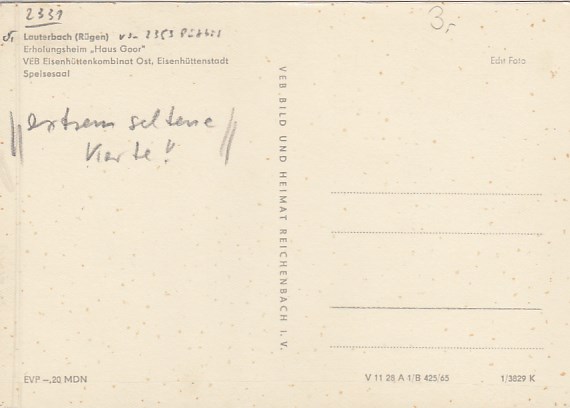 2331
3,-
Lauterbach (Rügen)
Erholungsheim „Haus Goor"
VEB Eisenhüttenkombinat Ost, Eisenhüttenstadt
Speisesaal
Edit Foto
extrem seltene
Karte!
VEB BILD UND HEIMAT REICHENBACH I. V.
EVP –,20 MDN
V 11 28 A 1/B 425/65
1/3829 K